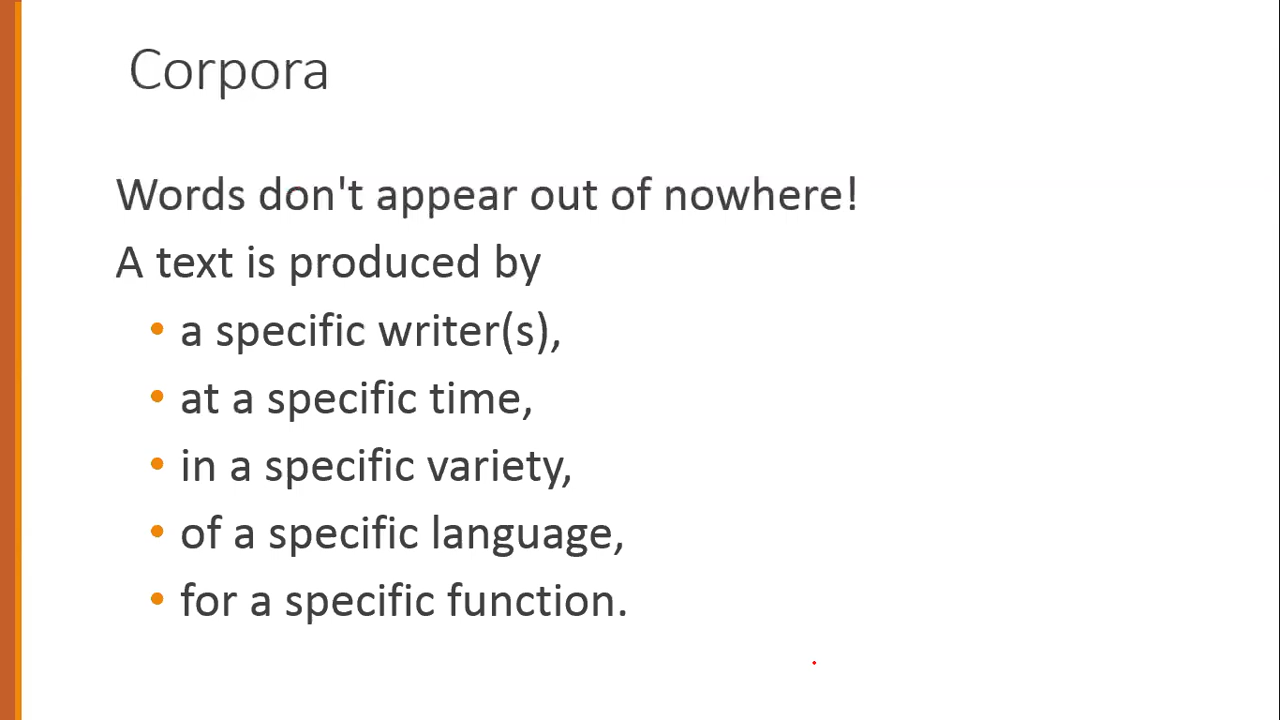 Corpora
Words don't appear out of nowhere!
A text is produced by
• a specific writer(s),
• at a specific time,
• in a specific variety,
• of a specific language,
• for a specific function.